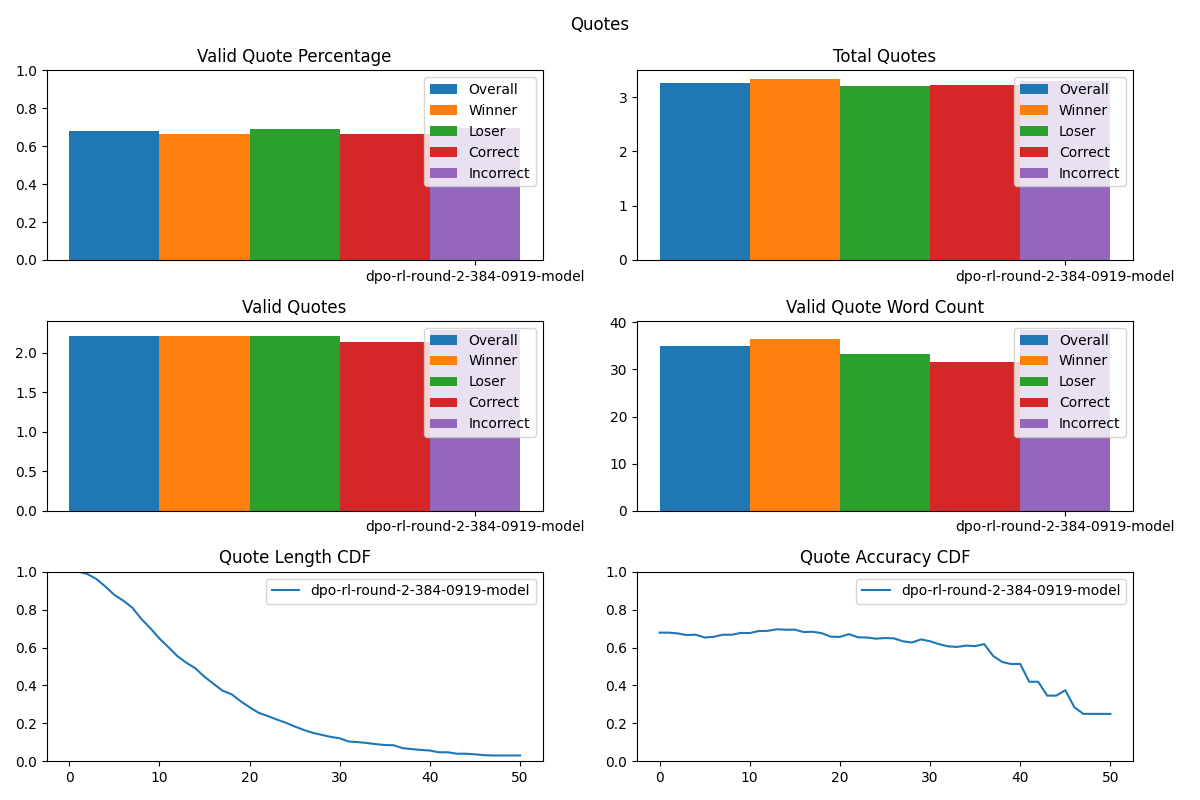 Quotes
Valid Quote Percentage
1.0
0.8
0.6
0.4
0.2
0.0
Overall
Winner
Loser
Correct
Incorrect
dpo-rl-round-2-384-0919-model
Total Quotes
3
2
1
0
Overall
Winner
Loser
Correct
Incorrect
dpo-rl-round-2-384-0919-model
Valid Quotes
2.0
1.5
1.0
0.5
0.0
Overall
Winner
Loser
Correct
Incorrect
dpo-rl-round-2-384-0919-model
Valid Quote Word Count
40
30
20
10
0
Overall
Winner
Loser
Correct
Incorrect
dpo-rl-round-2-384-0919-model
Quote Length CDF
1.0
0.8
0.6
0.4
0.2
0.0
dpo-rl-round-2-384-0919-model
0 10 20 30 40 50
Quote Accuracy CDF
1.0
0.8
0.6
0.4
0.2
0.0
dpo-rl-round-2-384-0919-model
0 10 20 30 40 50